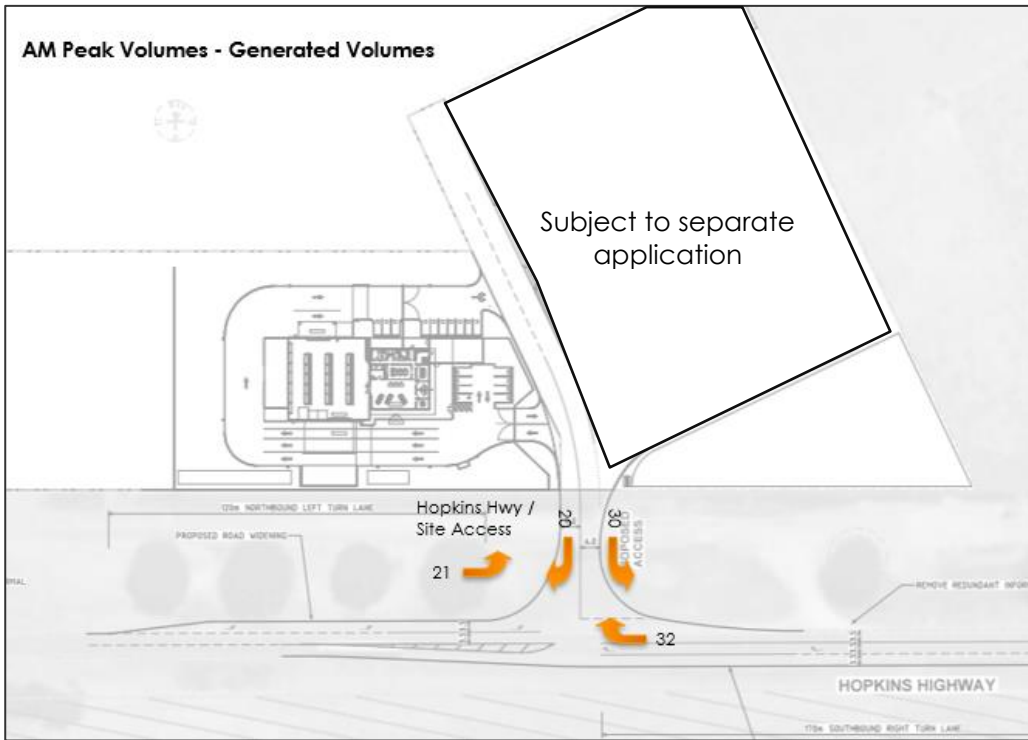 AM Peak Volumes - Generated Volumes
Subject to separate
application
120m NORTHBOUND LEFT TURN LANE
Hopkins Hwy /
Site Access
PROPOSED ROAD WIDENING
20
30
ACCESS
21
REMOVE REDUNDANT
32
HOPKINS HIGHWAY
170m SOUTHBOUND RIGHT TURN LANE